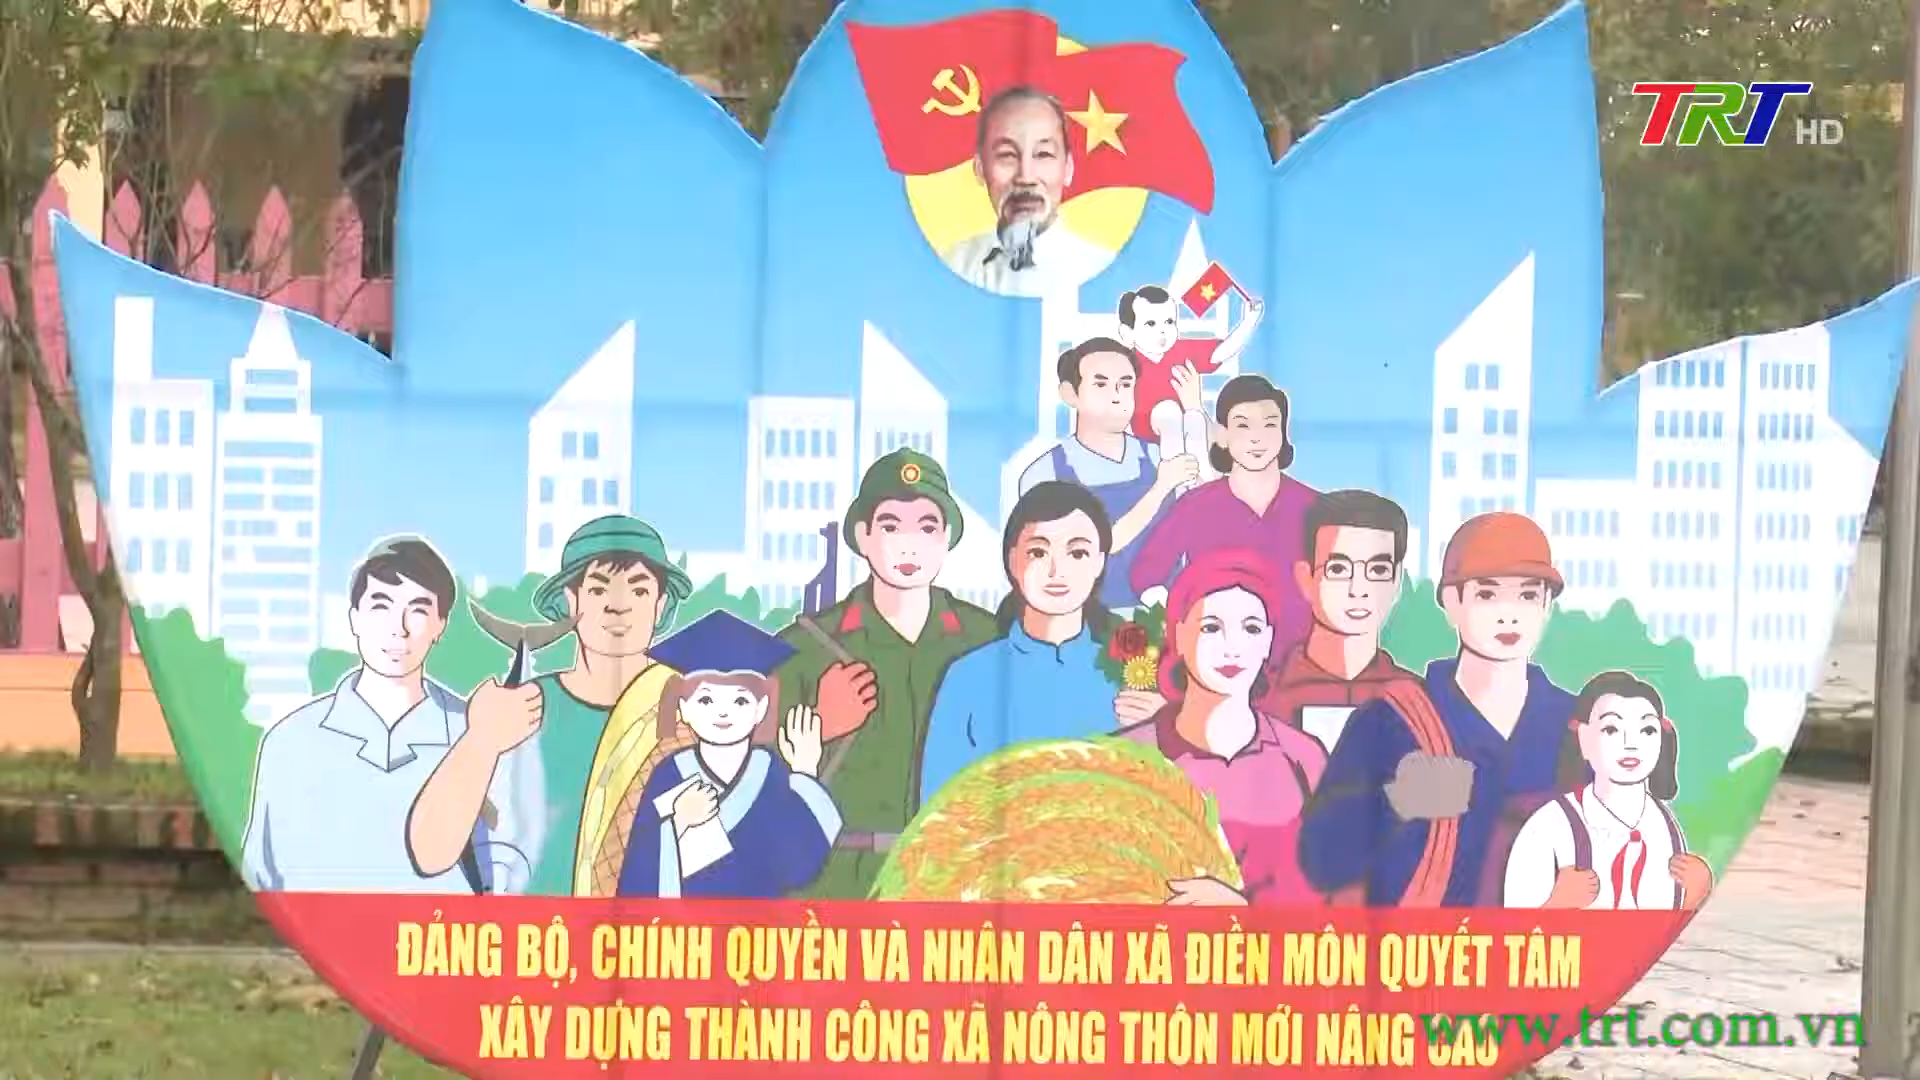 TRT HD
ĐẢNG BỘ, CHÍNH QUYỀN VÀ NHÂN DÂN XÃ ĐIỀN MÔN QUYẾT TÂM
XÂY DỰNG THÀNH CÔNG XÃ NÔNG THÔN MỚI NÂNG CAO
www.trt.com.vn